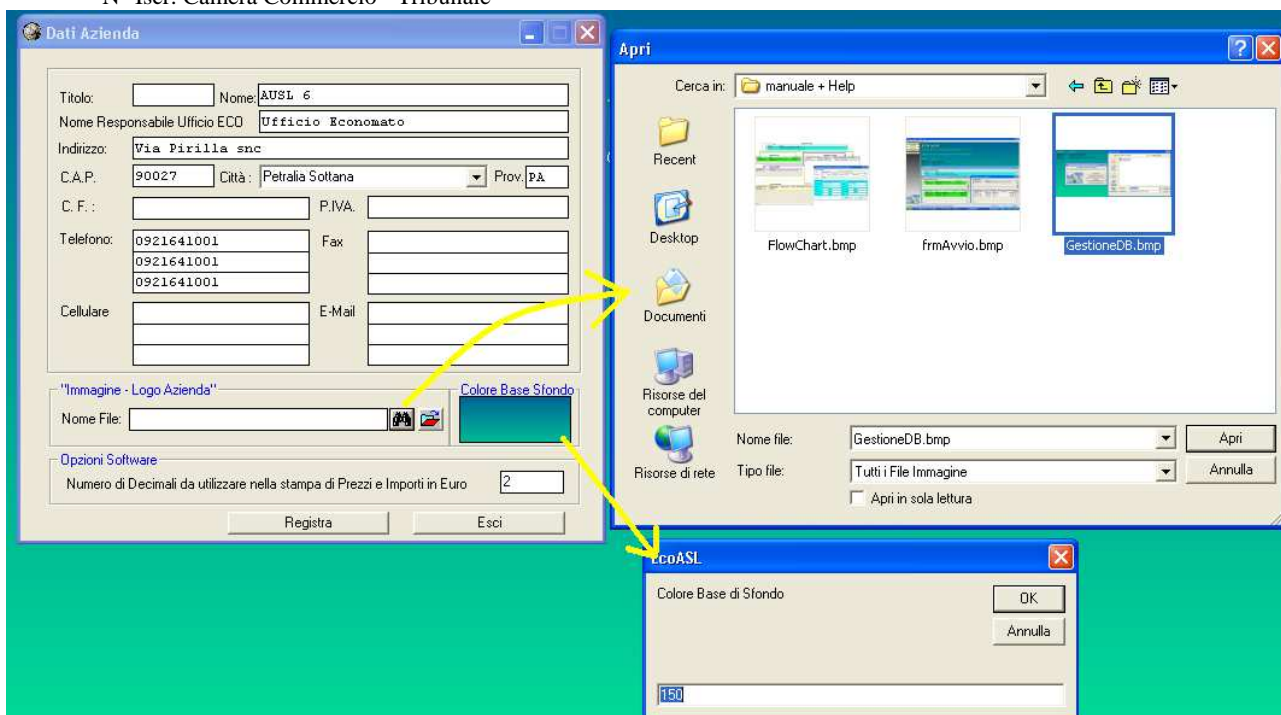 N° Iscr. Camera Commercio - Tribunale
Dati Azienda
Titolo: Nome: AUSL 6
Nome Responsabile Ufficio ECO Ufficio Economato
Indirizzo: Via Pirilla snc
C.A.P. 90027 Città : Petralia Sottana Prov. PA
C. F. : P.IVA.
Telefono: 0921641001 Fax
0921641001
0921641001
Cellulare E-Mail
"Immagine - Logo Azienda" Colore Base Sfondo
Nome File:
Opzioni Software
Numero di Decimali da utilizzare nella stampa di Prezzi e Importi in Euro 2
Registra Esci
Apri
Cerca in: manuale + Help
Recent
Desktop
Documenti
Risorse del
computer
Risorse di rete
FlowChart.bmp frmAvvio.bmp GestioneDB.bmp
Nome file: GestioneDB.bmp Apri
Tipo file: Tutti i File Immagine Annulla
Apri in sola lettura
EcoASL
Colore Base di Sfondo OK
Annulla
150